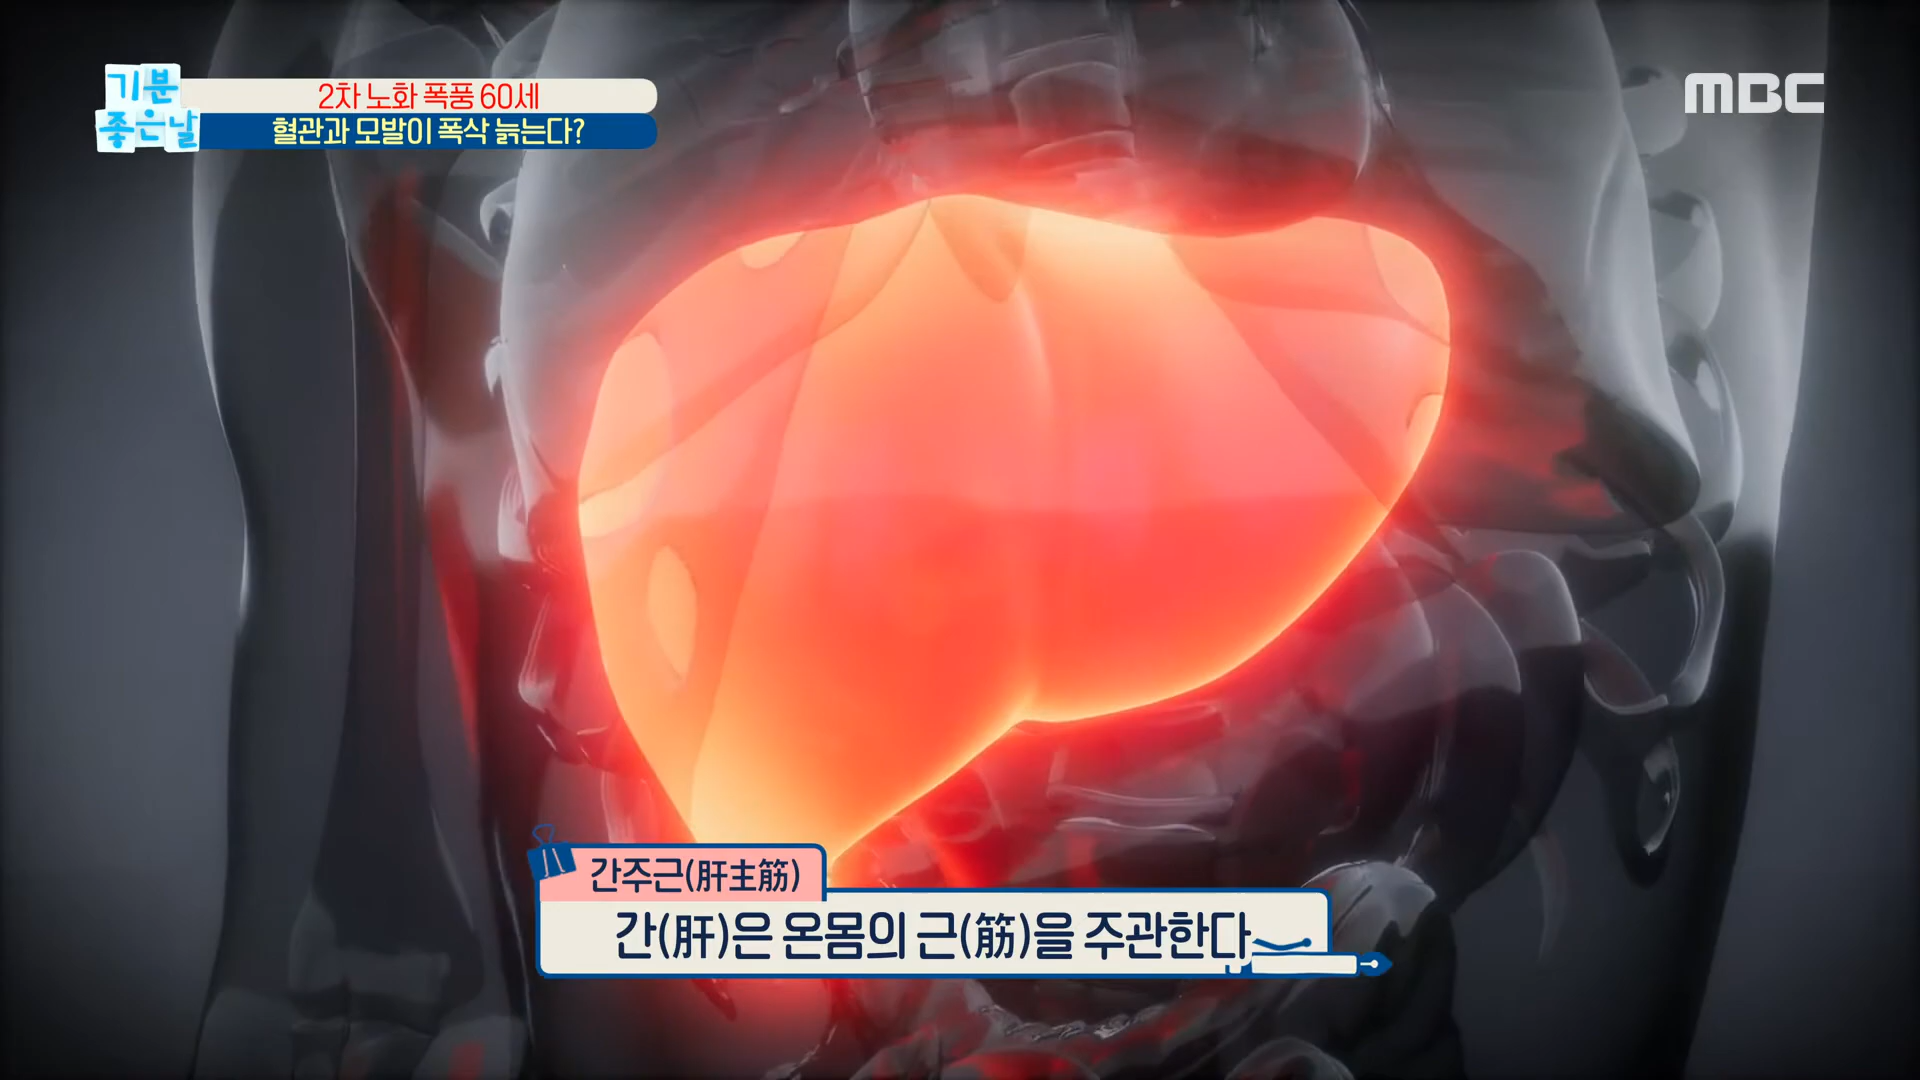 기분
좋은날
2차 노화 폭풍 60세
혈관과 모발이 폭삭 늙는다?
MBC
간주근(肝主筋)
간(肝)은 온몸의 근(筋)을 주관한다